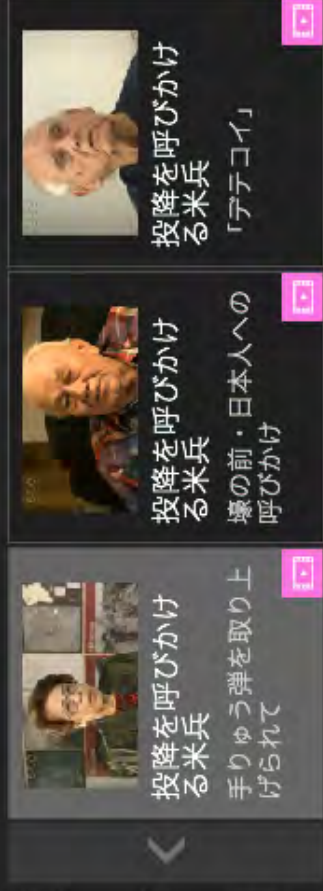 投降を呼びかけ
る米兵
手りゅう弾を取り上
げられて
投降を呼びかけ
る米兵
壕の前・日本人への
呼びかけ
投降を呼びかけ
る米兵
「デテコイ」